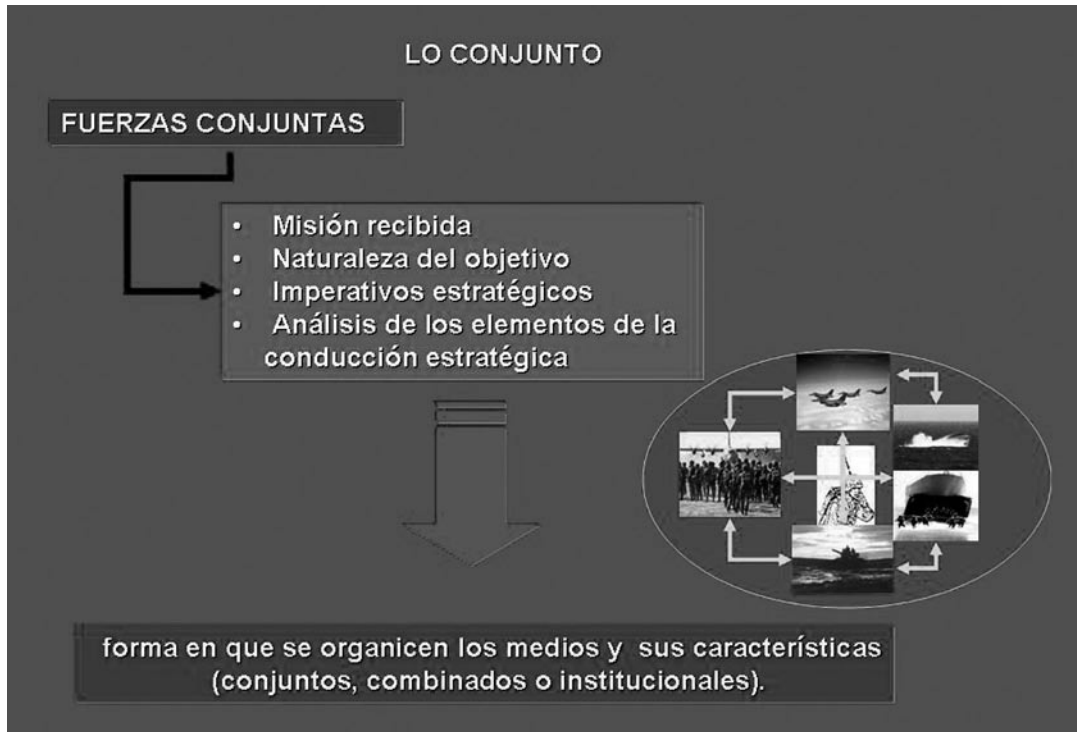 LO CONJUNTO
FUERZAS CONJUNTAS
• Misión recibida
• Naturaleza del objetivo
• Imperativos estratégicos
• Análisis de los elementos de la
conducción estratégica
forma en que se organicen los medios y sus características
(conjuntos, combinados o institucionales).